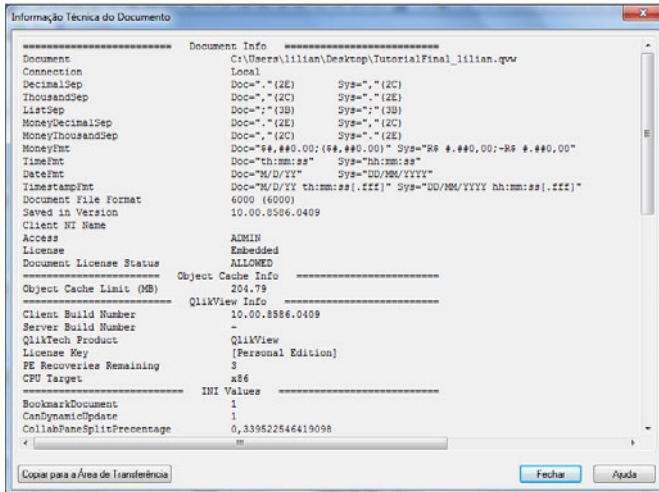 Informação Técnica do Documento
========================== Document Info ===========================
Document C:\Users\lilian\Desktop\TutorialFinal_lilian.qvw
Connection Local
DecimalSep Doc="."(2E) Sys=","(2C)
ThousandSep Doc=","(2C) Sys="."(2E)
ListSep Doc=";"(3B) Sys=";"(3B)
MoneyDecimalSep Doc="."(2E) Sys=","(2C)
MoneyThousandSep Doc=","(2C) Sys="."(2E)
MoneyFmt Doc="$#,##0.00;($#,##0.00)" Sys="R$ #.##0,00;-R$ #.##0,00"
TimeFmt Doc="th:mm:ss" Sys="hh:mm:ss"
DateFmt Doc="M/D/YY" Sys="DD/MM/YYYY"
TimestampFmt Doc="M/D/YY th:mm:ss[.fff]" Sys="DD/MM/YYYY hh:mm:ss[.fff]"
Document File Format 6000 (6000)
Saved in Version 10.00.8586.0409
Client NT Name
Access ADMIN
License Embedded
Document License Status ALLOWED
======================== Object Cache Info =========================
Object Cache Limit (MB) 204.79
========================== QlikView Info ===========================
Client Build Number 10.00.8586.0409
Server Build Number -
QlikTech Product QlikView
License Key [Personal Edition]
PE Recoveries Remaining 3
CPU Target x86
============================ INI Values ============================
BookmarkDocument 1
CanDynamicUpdate 1
CollabPaneSplitPrecentage 0,339522546419098
Copiar para a Área de Transferência
Fechar
Ajuda